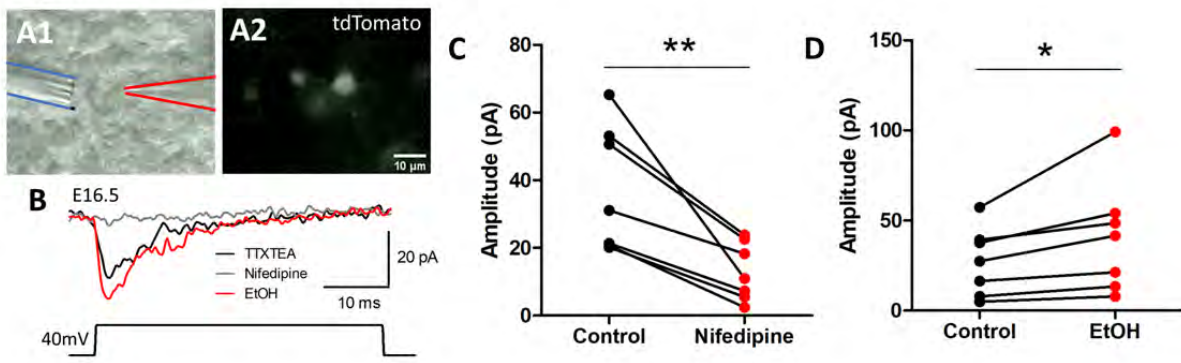 A1
A2
tdTomato
10 µm
B
E16.5
TTXTEA
Nifedipine
EtOH
20 pA
10 ms
40mV
C
**
80
60
40
20
0
Amplitude (pA)
Control
Nifedipine
D
*
150
100
50
0
Amplitude (pA)
Control
EtOH